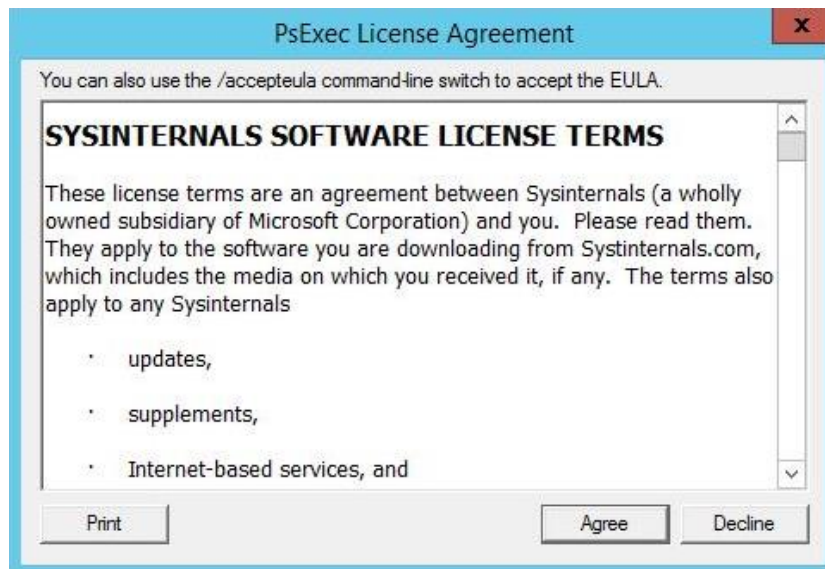 PsExec License Agreement
x
You can also use the /accepteula command-line switch to accept the EULA.
SYSINTERNALS SOFTWARE LICENSE TERMS
These license terms are an agreement between Sysinternals (a wholly
owned subsidiary of Microsoft Corporation) and you.  Please read them.
They apply to the software you are downloading from Systinternals.com,
which includes the media on which you received it, if any.  The terms also
apply to any Sysinternals
· updates,
· supplements,
· Internet-based services, and
Print Agree Decline